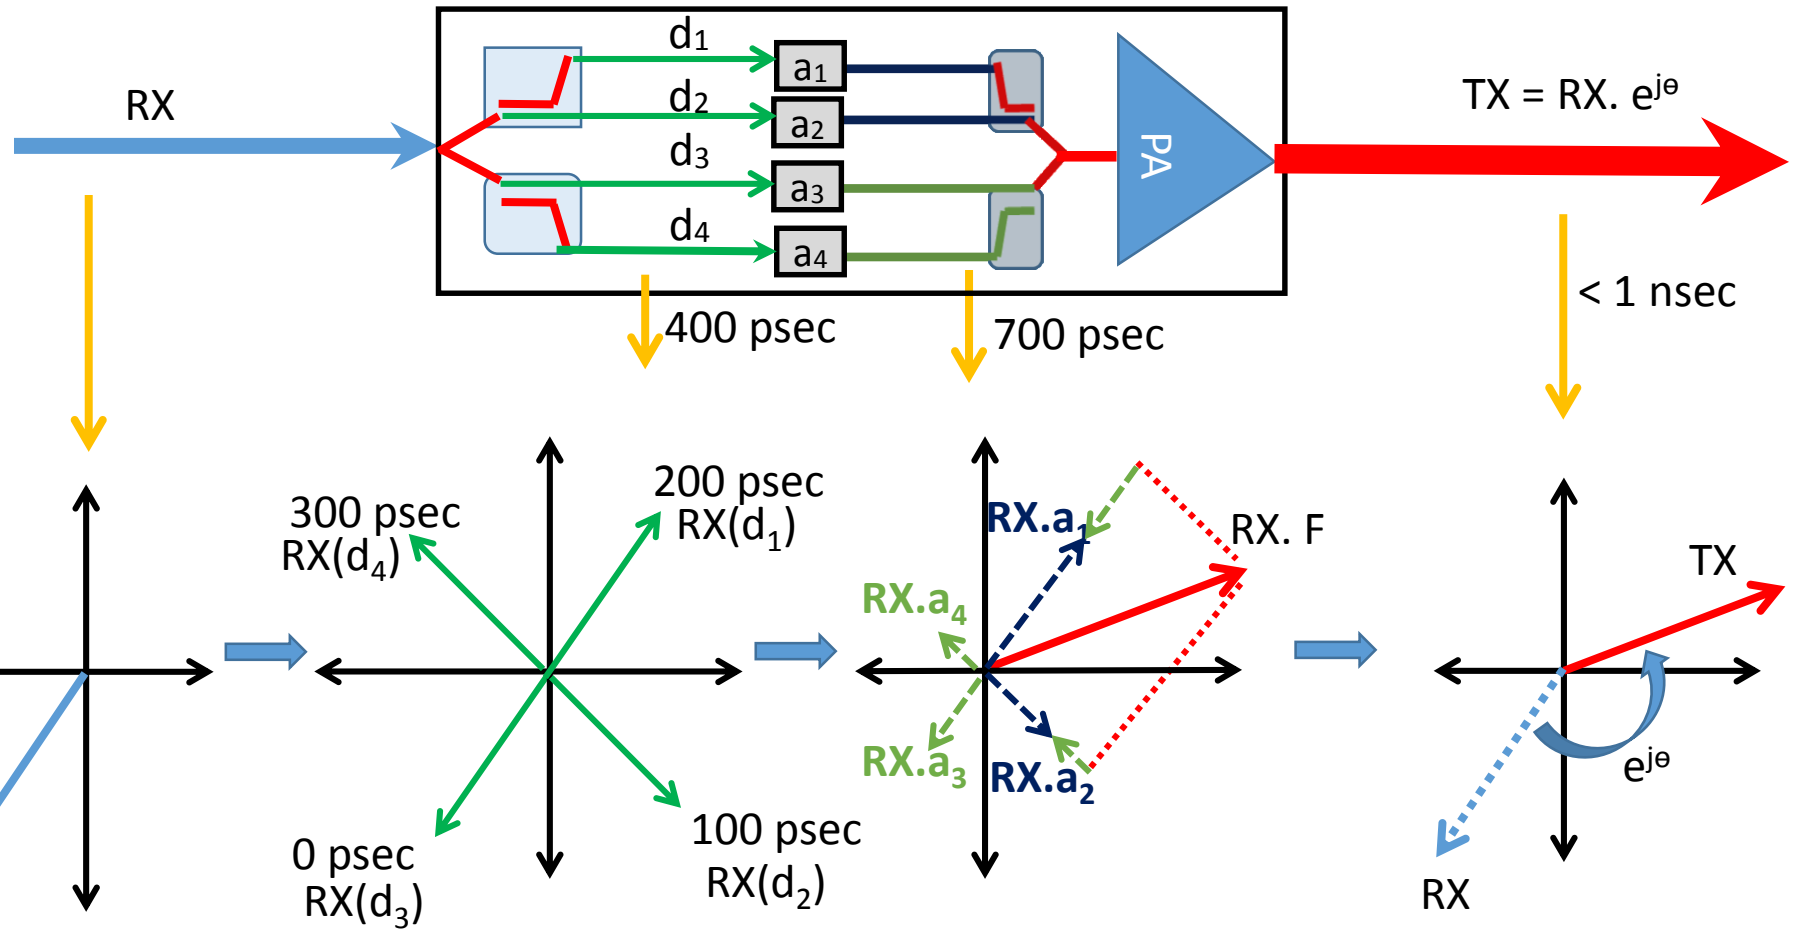 RX
d₁
d₂
d₃
d₄
a₁
a₂
a₃
a₄
PA
TX = RX. eʲᶿ
400 psec
700 psec
< 1 nsec
300 psec
RX(d₄)
200 psec
RX(d₁)
0 psec
RX(d₃)
100 psec
RX(d₂)
RX.a₁
RX.a₄
RX.a₃
RX.a₂
RX. F
TX
eʲᶿ
RX